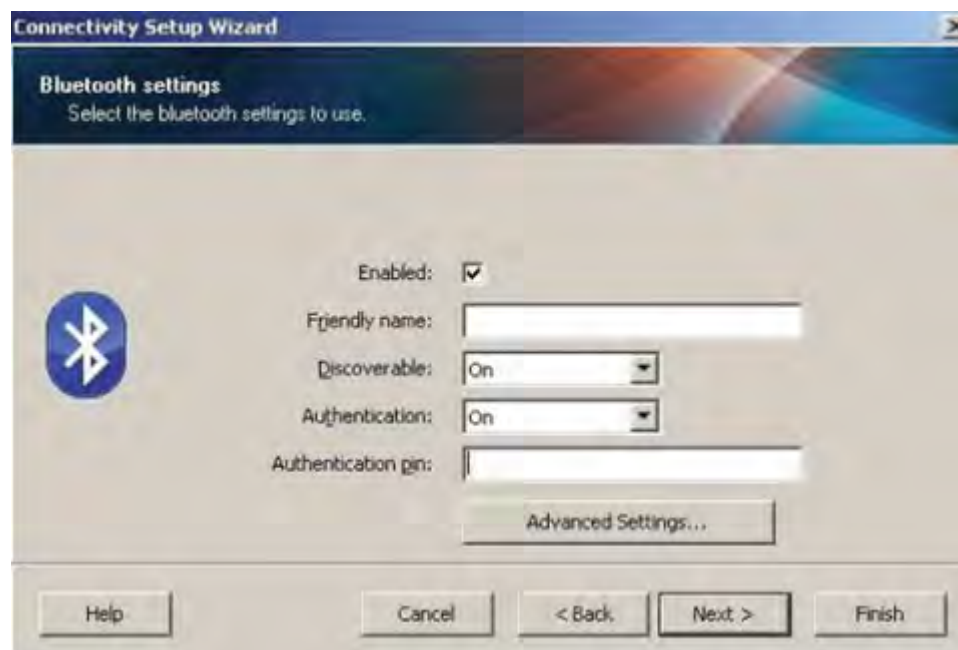 Connectivity Setup Wizard
Bluetooth settings
Select the bluetooth settings to use.
Enabled:
Friendly name:
Discoverable: On
Authentication: On
Authentication pin:
Advanced Settings...
Help Cancel < Back Next > Finish